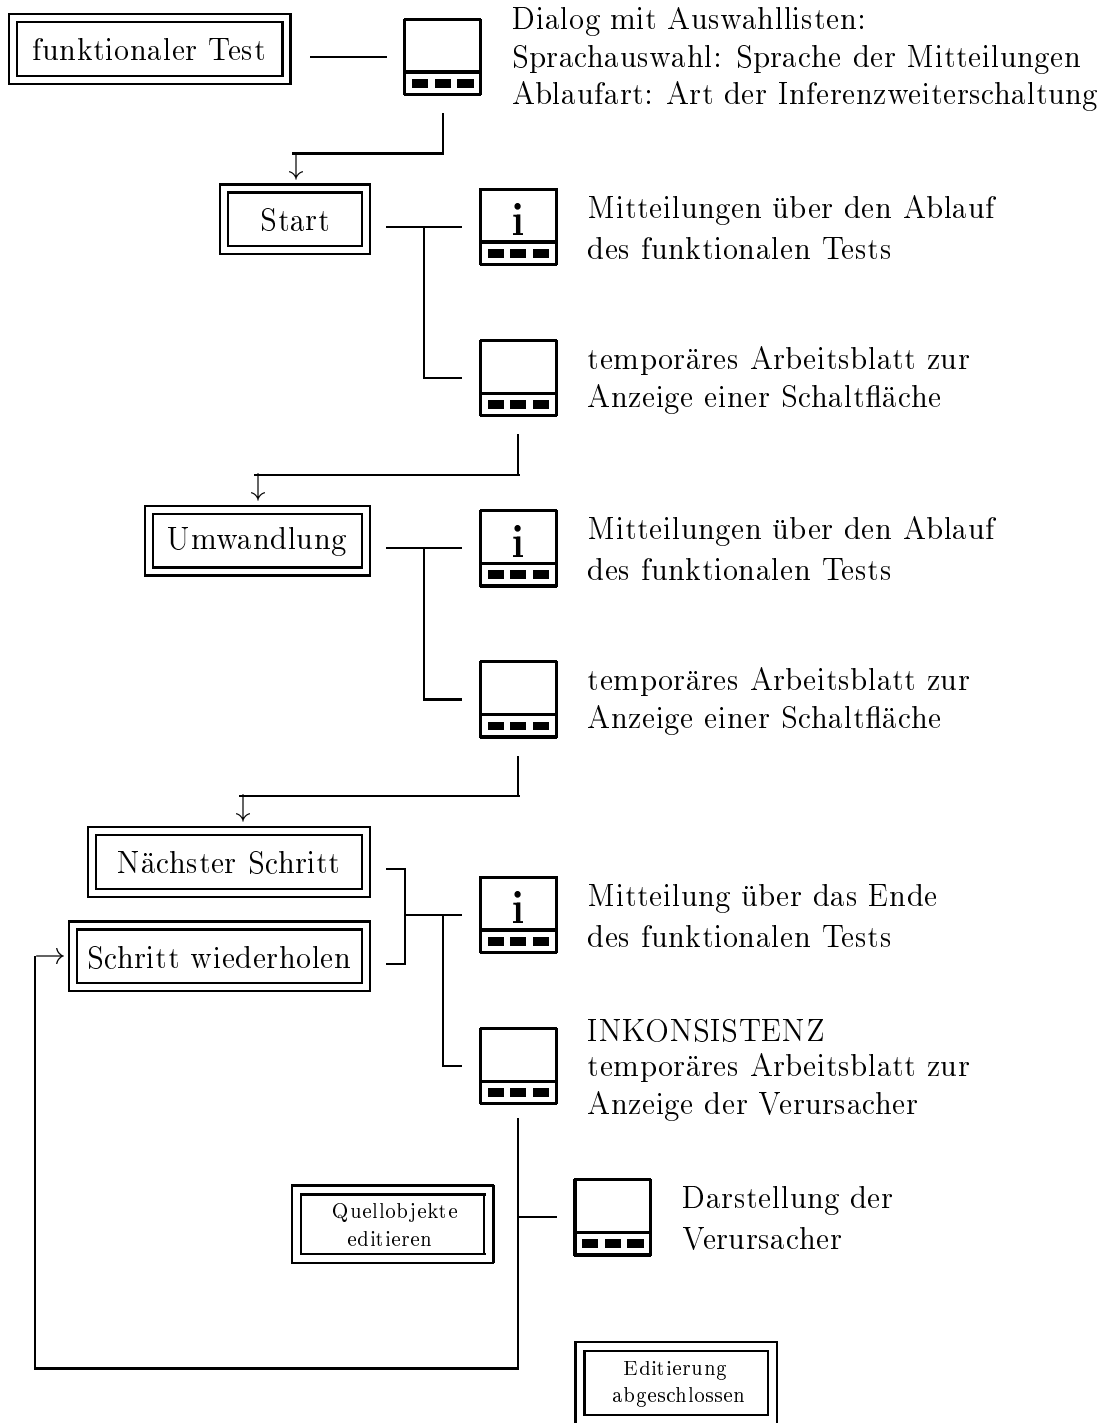 funktionaler Test
Dialog mit Auswahllisten:
Sprachauswahl: Sprache der Mitteilungen
Ablaufart: Art der Inferenzweiterschaltung
Start
i
Mitteilungen über den Ablauf
des funktionalen Tests
temporäres Arbeitsblatt zur
Anzeige einer Schaltfläche
Umwandlung
i
Mitteilungen über den Ablauf
des funktionalen Tests
temporäres Arbeitsblatt zur
Anzeige einer Schaltfläche
Nächster Schritt
Schritt wiederholen
i
Mitteilung über das Ende
des funktionalen Tests
INKONSISTENZ
temporäres Arbeitsblatt zur
Anzeige der Verursacher
Quellobjekte
editieren
Darstellung der
Verursacher
Editierung
abgeschlossen